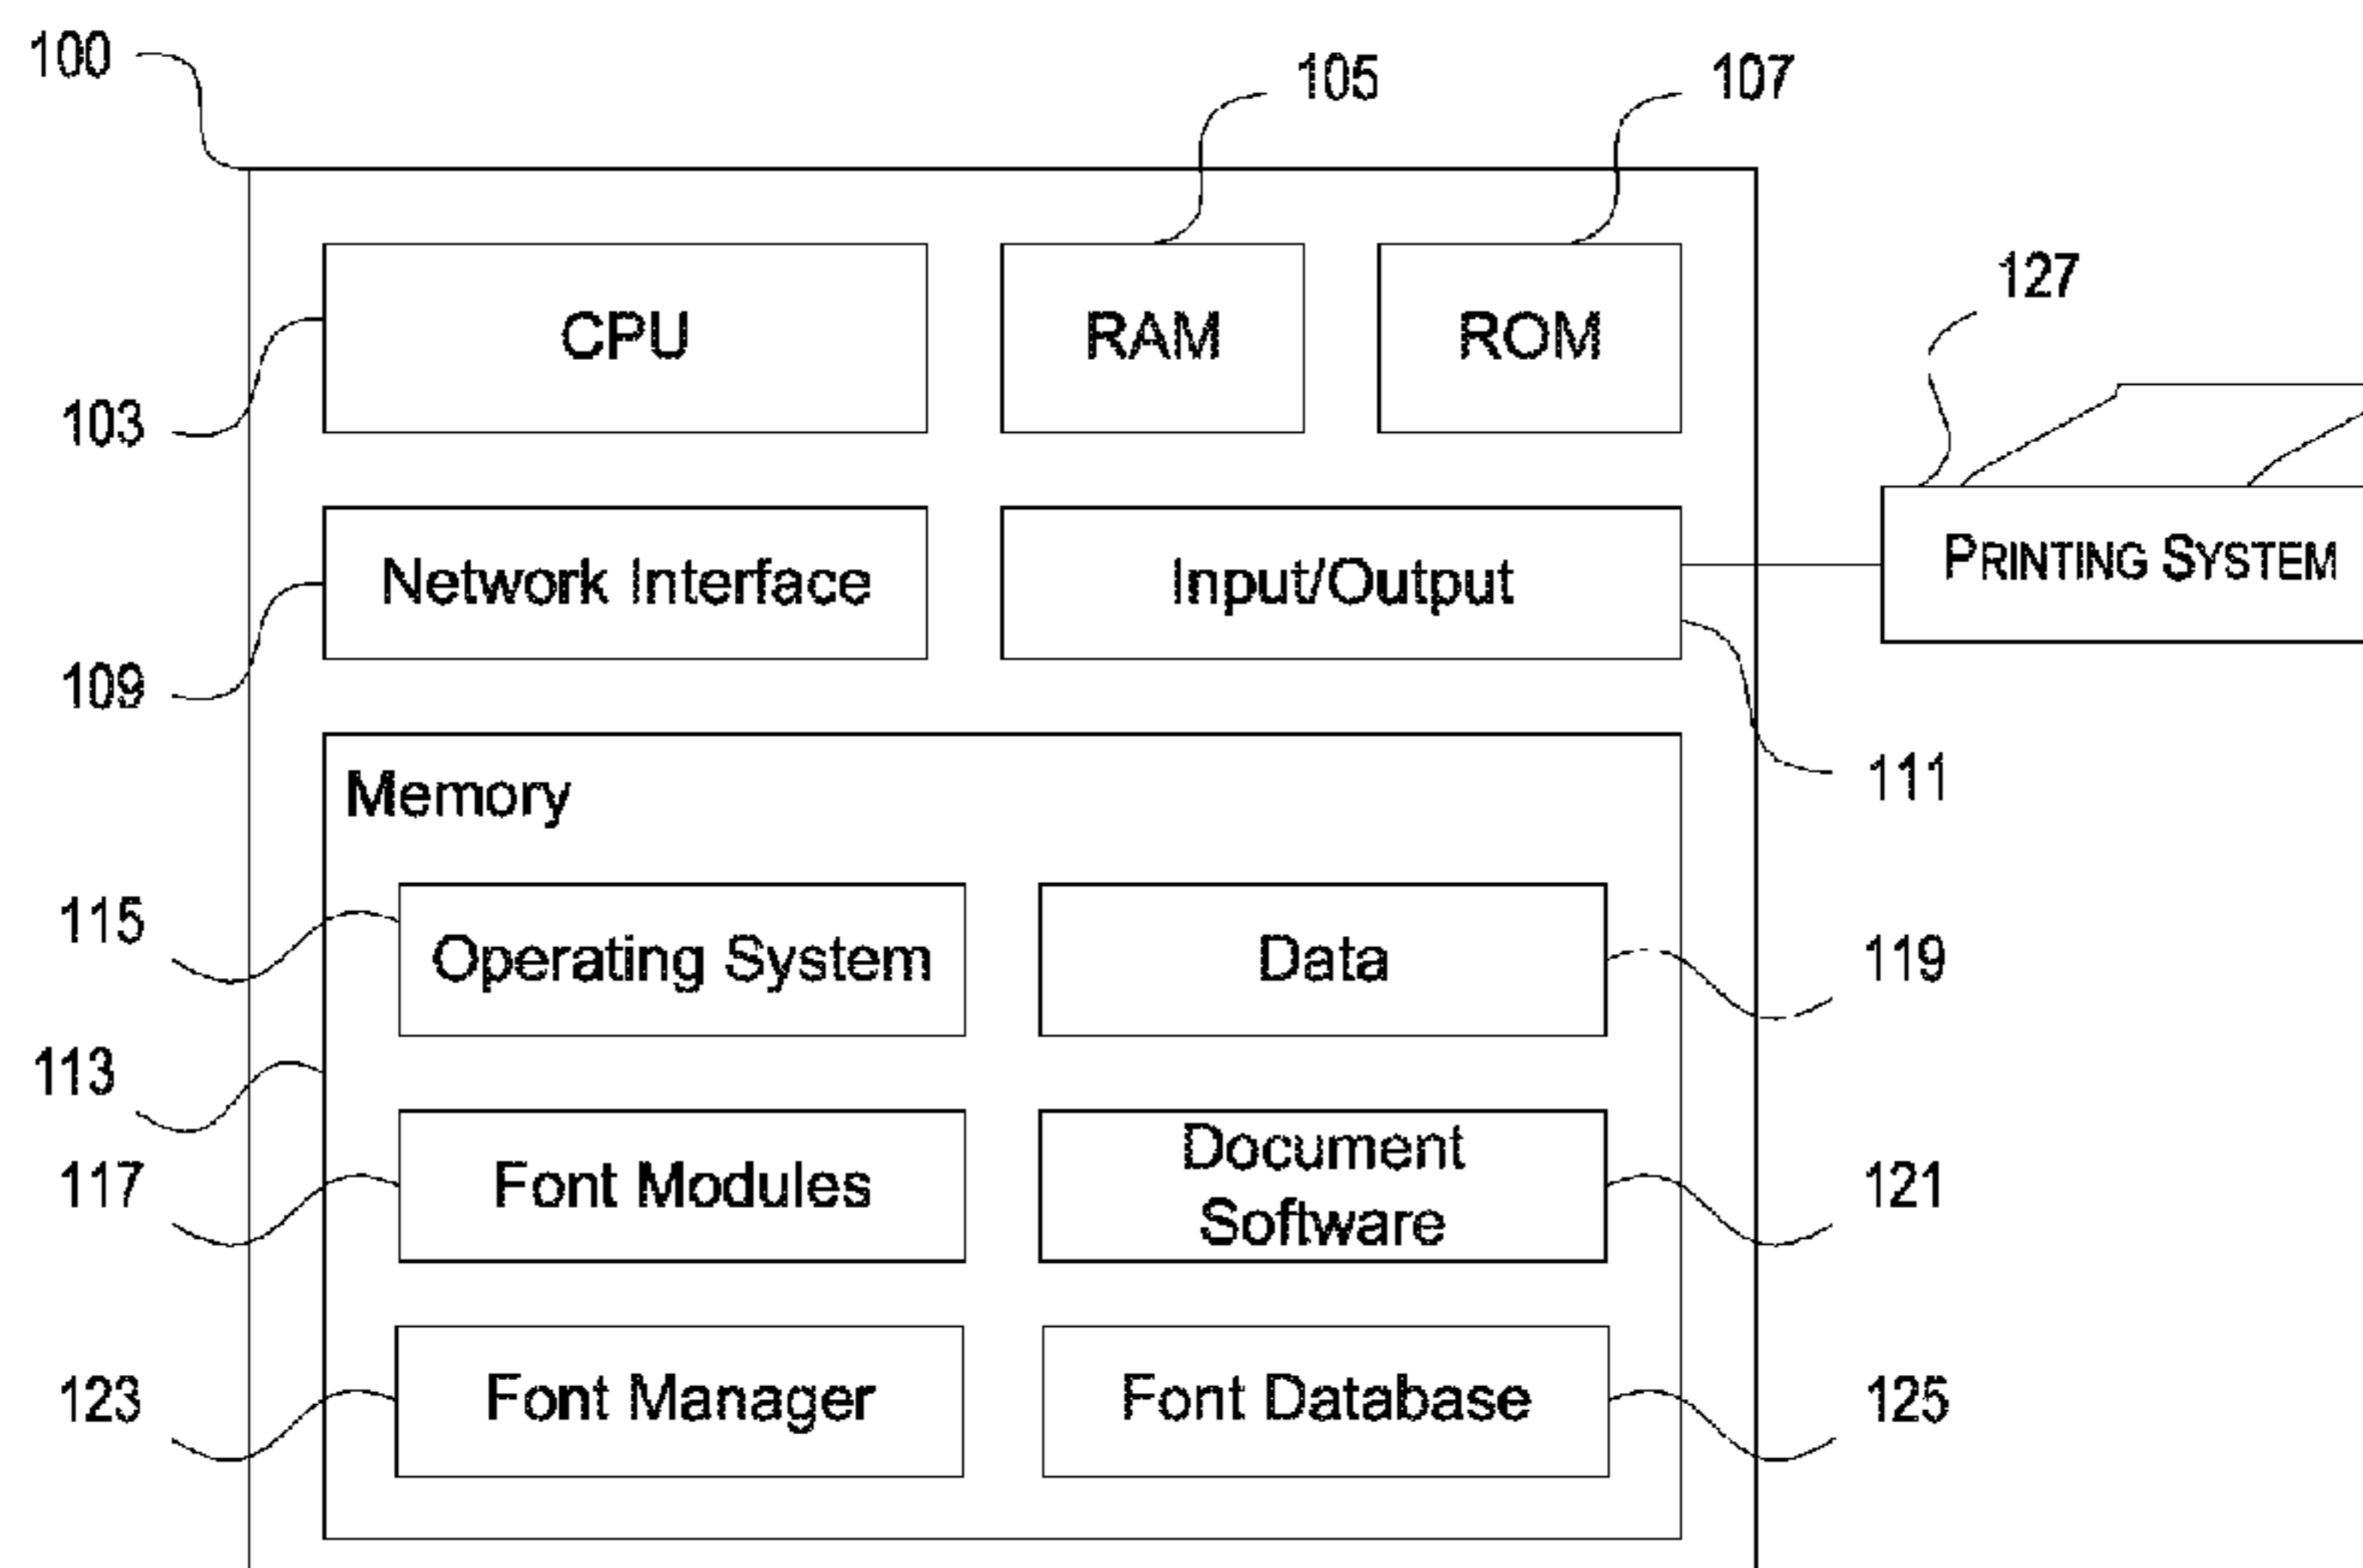 100
105
107
127
CPU
RAM
ROM
103
Network Interface
Input/Output
PRINTING SYSTEM
109
111
Memory
115
Operating System
Data
119
113
117
Font Modules
Document
Software
121
123
Font Manager
Font Database
125